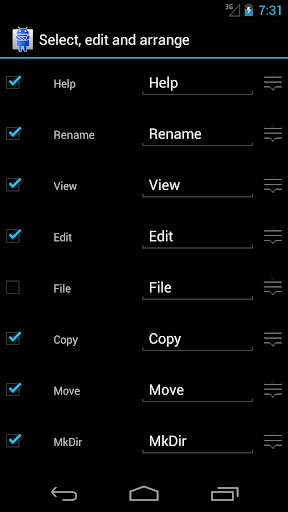 3G 7:31
Select, edit and arrange
Help Help
Rename Rename
View View
Edit Edit
File File
Copy Copy
Move Move
MkDir MkDir